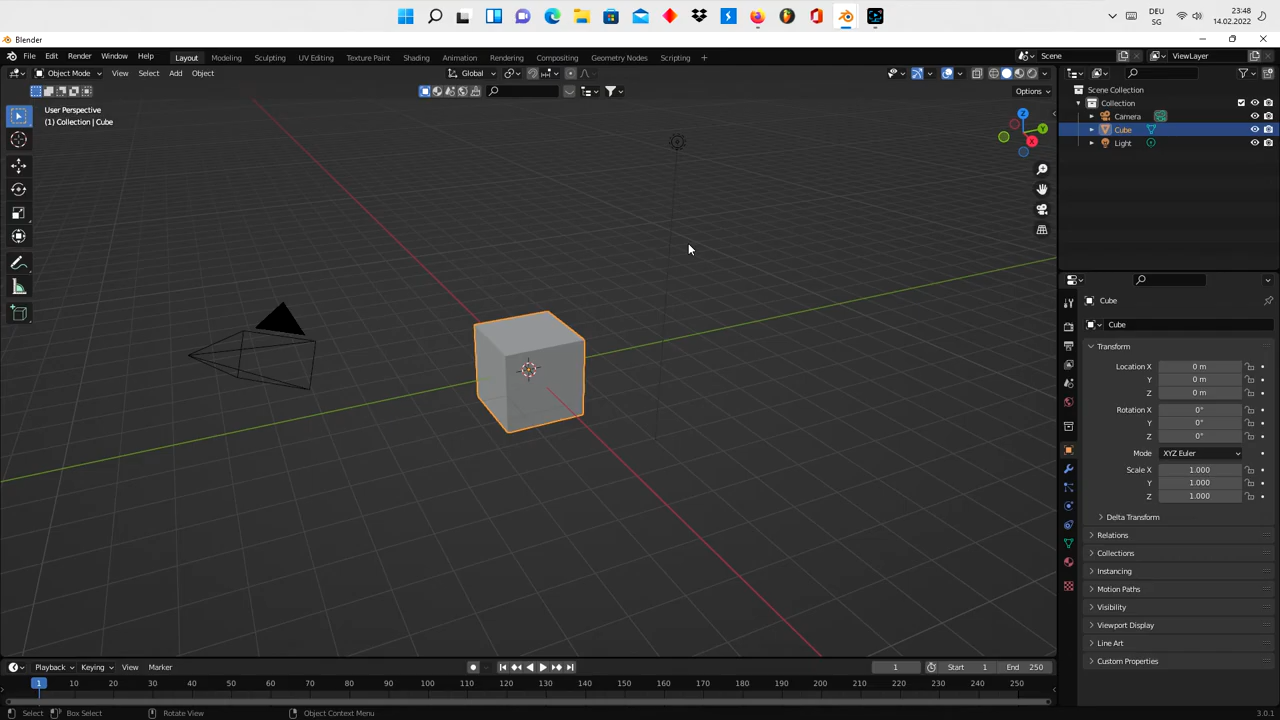 DEU
SG
23:48
14.02.2022
Blender
File Edit Render Window Help
Layout Modeling Sculpting UV Editing Texture Paint Shading Animation Rendering Compositing Geometry Nodes Scripting +
Scene
ViewLayer
Object Mode View Select Add Object
Global
Options
User Perspective
(1) Collection | Cube
Z
Y
X
Scene Collection
Collection
Camera
Cube
Light
Cube
Cube
Transform
Location X 0 m
Y 0 m
Z 0 m
Rotation X 0°
Y 0°
Z 0°
Mode XYZ Euler
Scale X 1.000
Y 1.000
Z 1.000
Delta Transform
Relations
Collections
Instancing
Motion Paths
Visibility
Viewport Display
Line Art
Custom Properties
Playback Keying View Marker
1 Start 1 End 250
1 10 20 30 40 50 60 70 80 90 100 110 120 130 140 150 160 170 180 190 200 210 220 230 240 250
Select Box Select Rotate View Object Context Menu
3.0.1